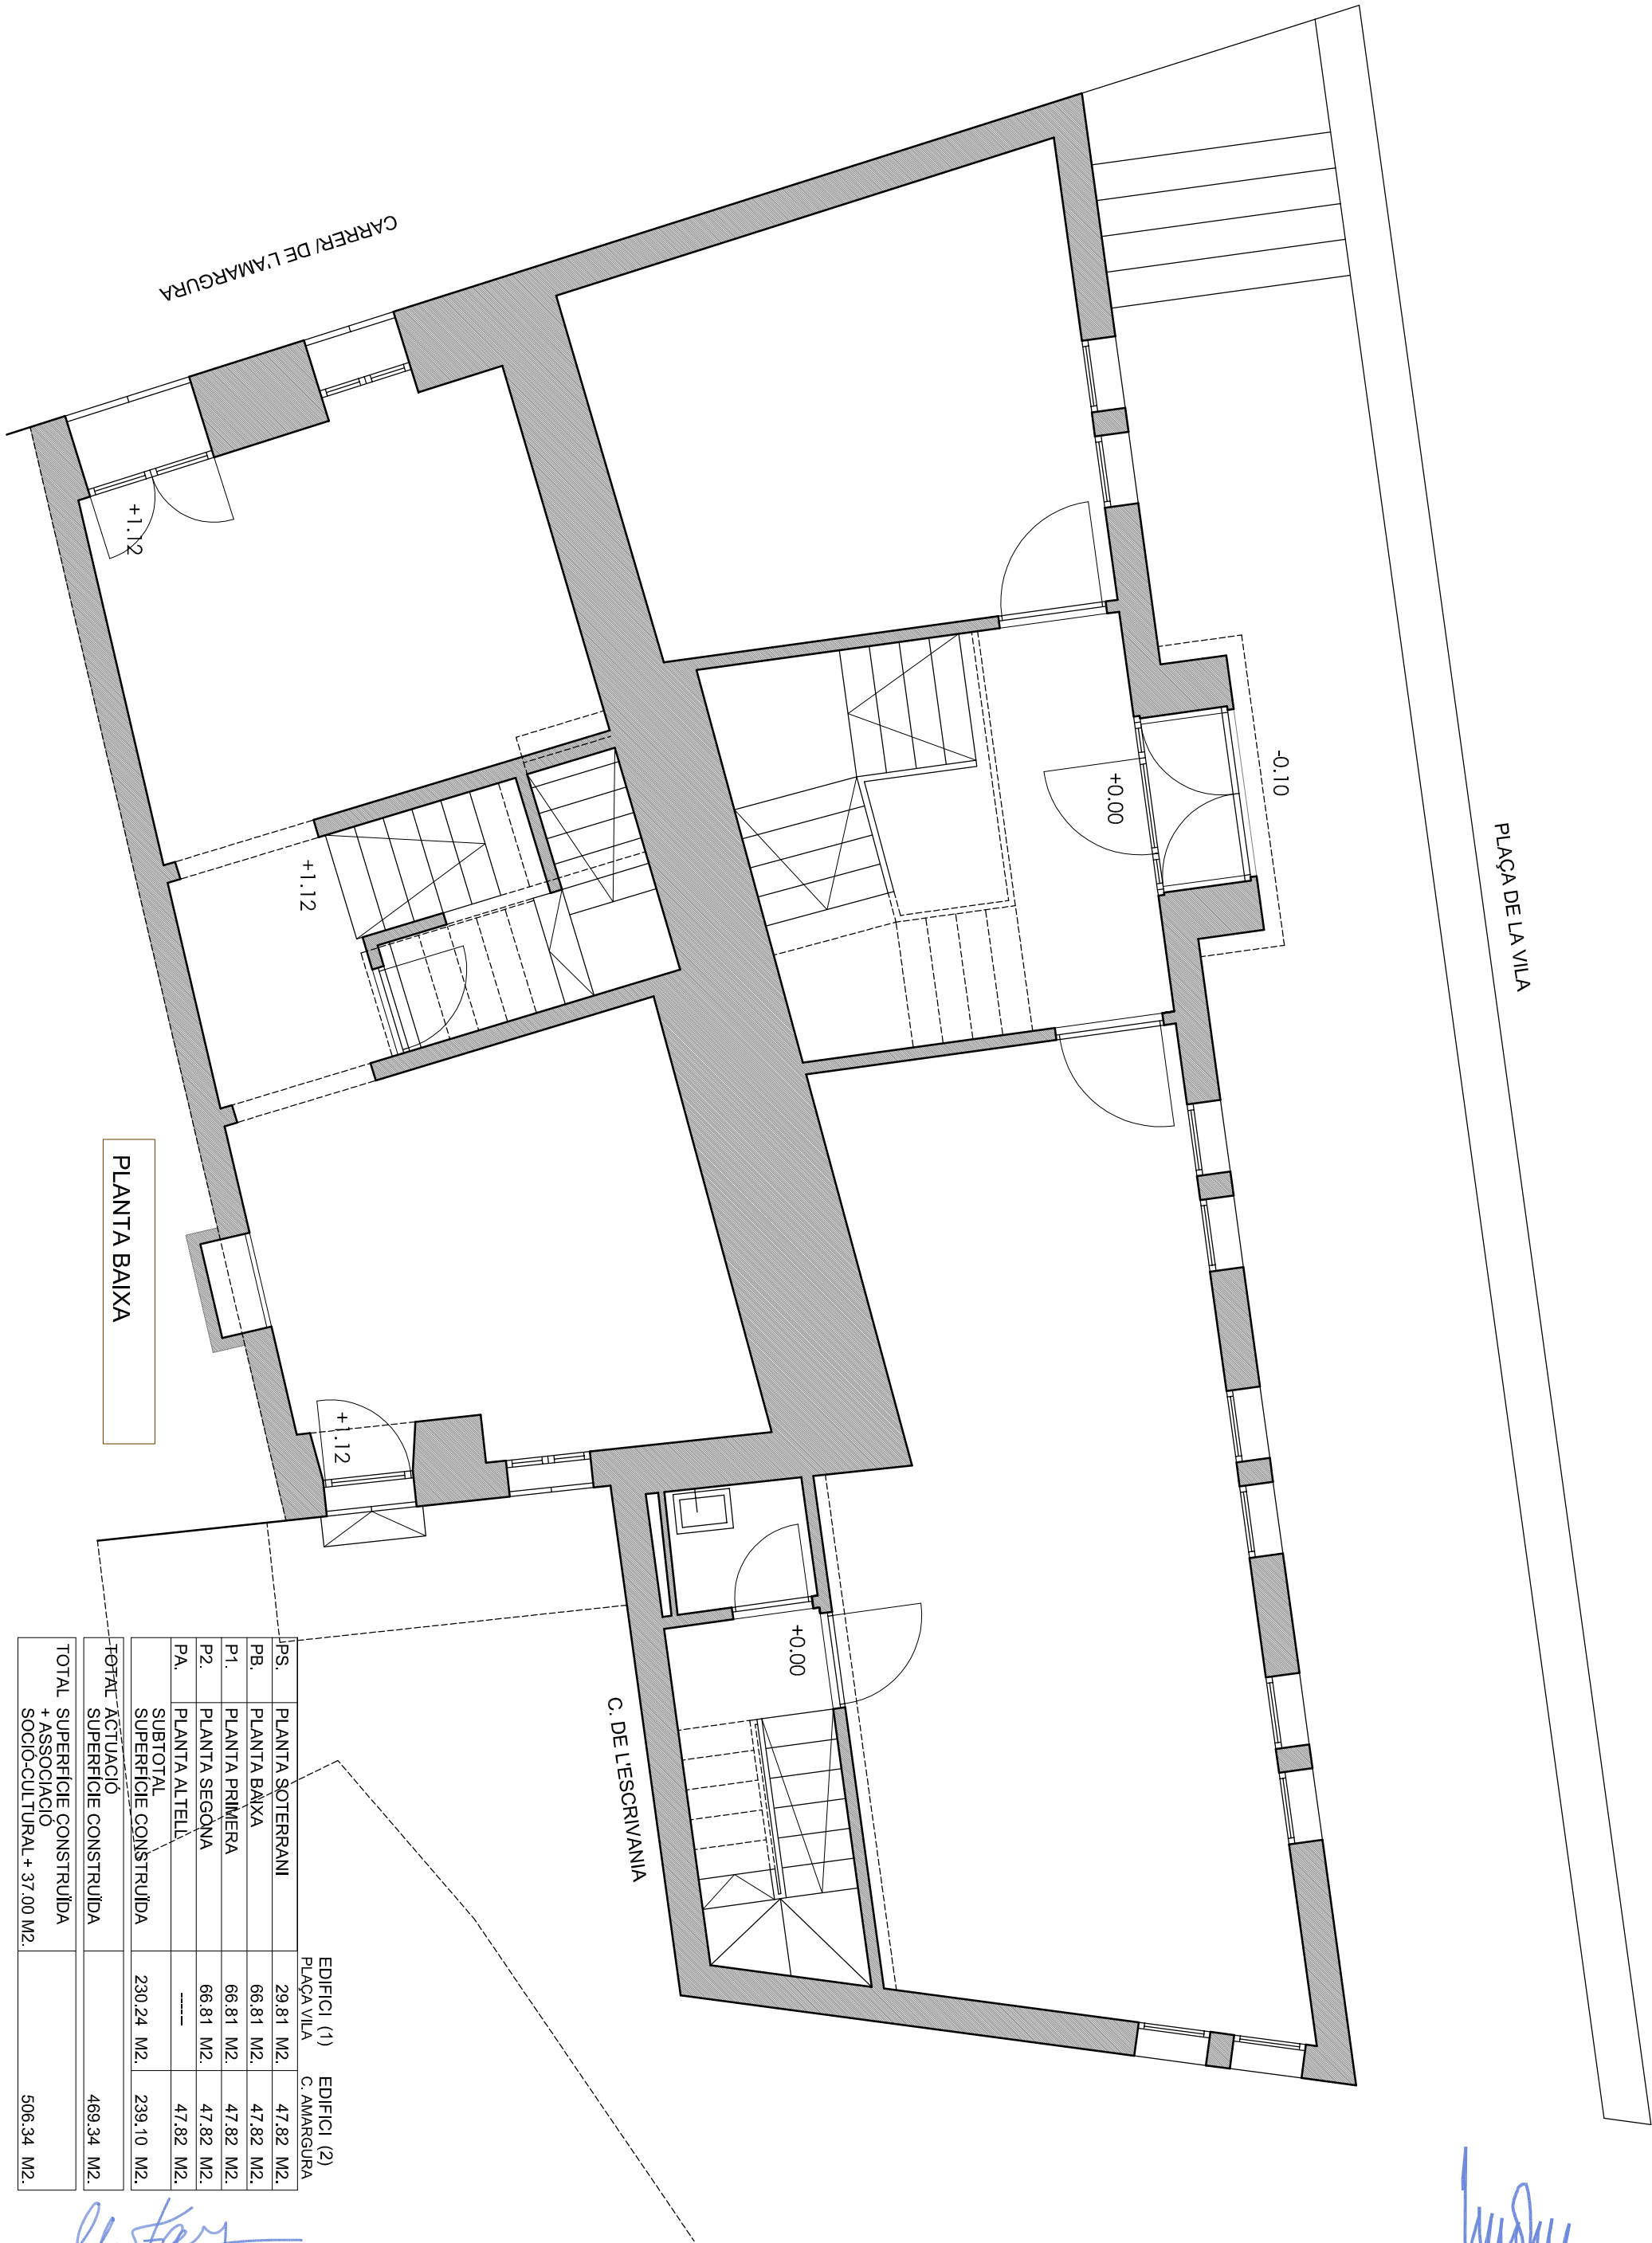 PLAÇA DE LA VILA
-0.10
+0.00
CARRER/ DE L'AMARGURA
+1.12
+1.12
+1.12
+0.00
C. DE L'ESCRIVANIA
PLANTA BAIXA
EDIFICI (1) EDIFICI (2)
PLAÇA VILA C. AMARGURA
PS. PLANTA SOTERRANI 29.81 M2. 47.82 M2.
PB. PLANTA BAIXA 66.81 M2. 47.82 M2.
P1. PLANTA PRIMERA 66.81 M2. 47.82 M2.
P2. PLANTA SEGONA 66.81 M2. 47.82 M2.
PA. PLANTA ALTELL ----- 47.82 M2.
SUBTOTAL
SUPERFÍCIE CONSTRUÏDA 230.24 M2. 239.10 M2.
TOTAL ACTUACIÓ
SUPERFÍCIE CONSTRUÏDA 469.34 M2.
TOTAL SUPERFÍCIE CONSTRUÏDA
+ ASSOCIACIÓ
SOCIÓ-CULTURAL + 37.00 M2. 506.34 M2.